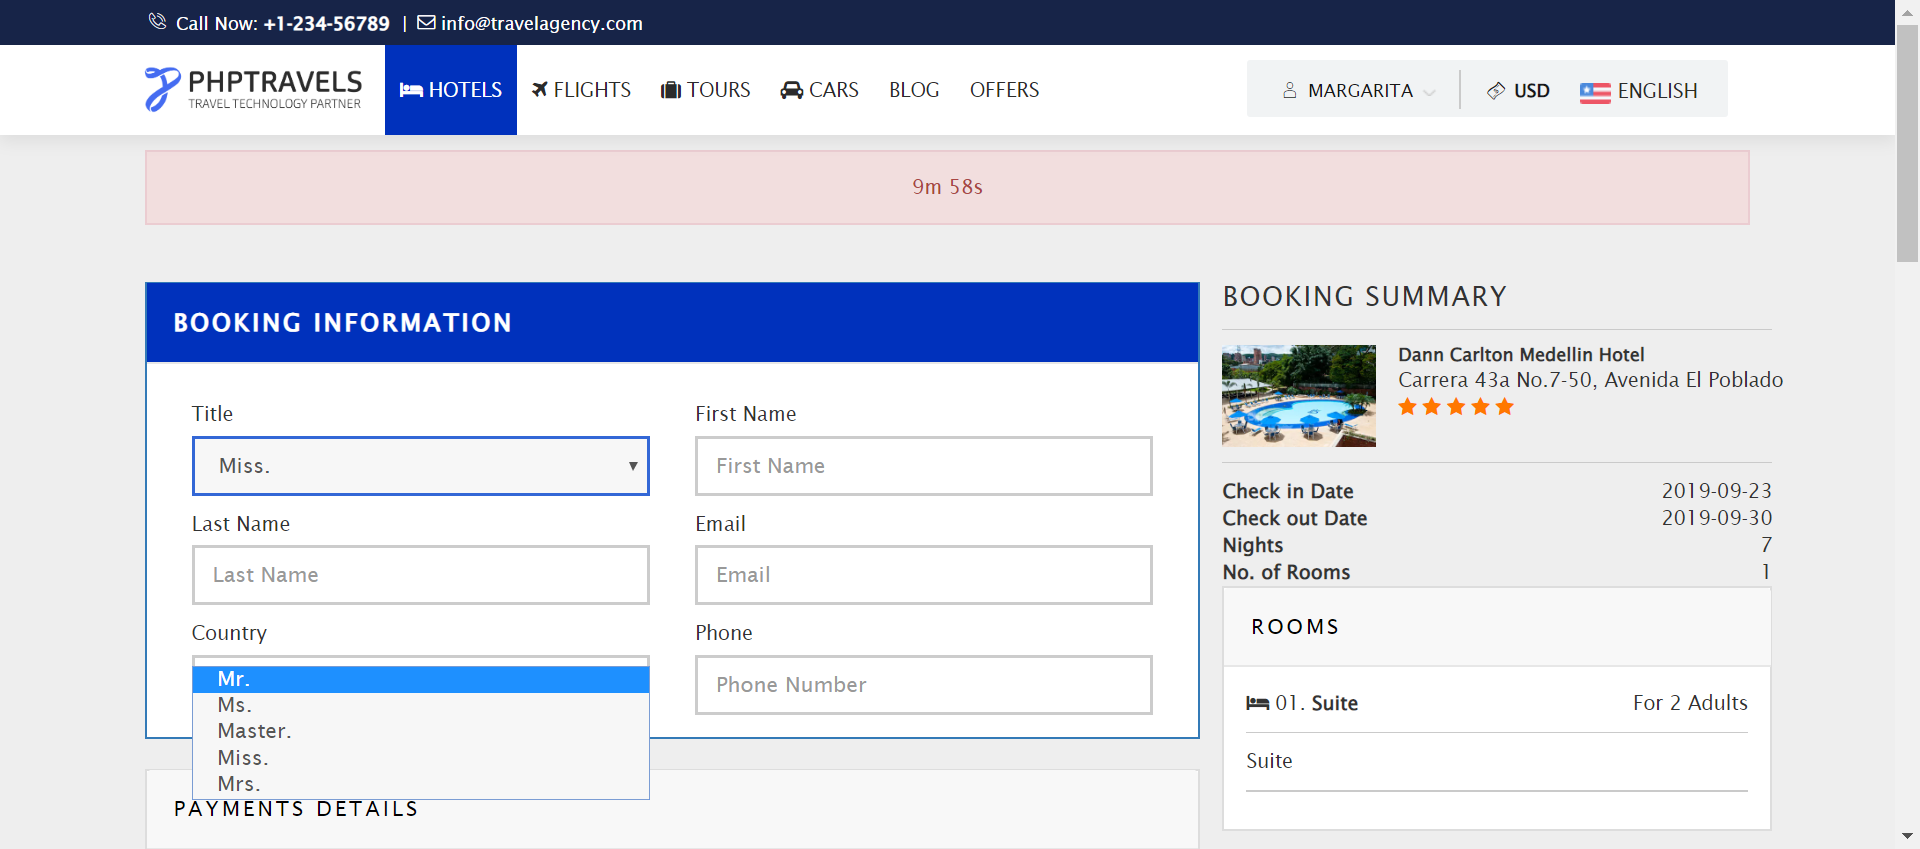 Call Now: +1-234-56789 | info@travelagency.com
PHPTRAVELS
TRAVEL TECHNOLOGY PARTNER
HOTELS FLIGHTS TOURS CARS BLOG OFFERS
MARGARITA USD ENGLISH
9m 58s
BOOKING INFORMATION
Title
Miss.
First Name
First Name
Last Name
Last Name
Email
Email
Country
Mr.
Ms.
Master.
Miss.
Mrs.
Phone
Phone Number
PAYMENTS DETAILS
BOOKING SUMMARY
Dann Carlton Medellin Hotel
Carrera 43a No.7-50, Avenida El Poblado
Check in Date 2019-09-23
Check out Date 2019-09-30
Nights 7
No. of Rooms 1
ROOMS
01. Suite For 2 Adults
Suite